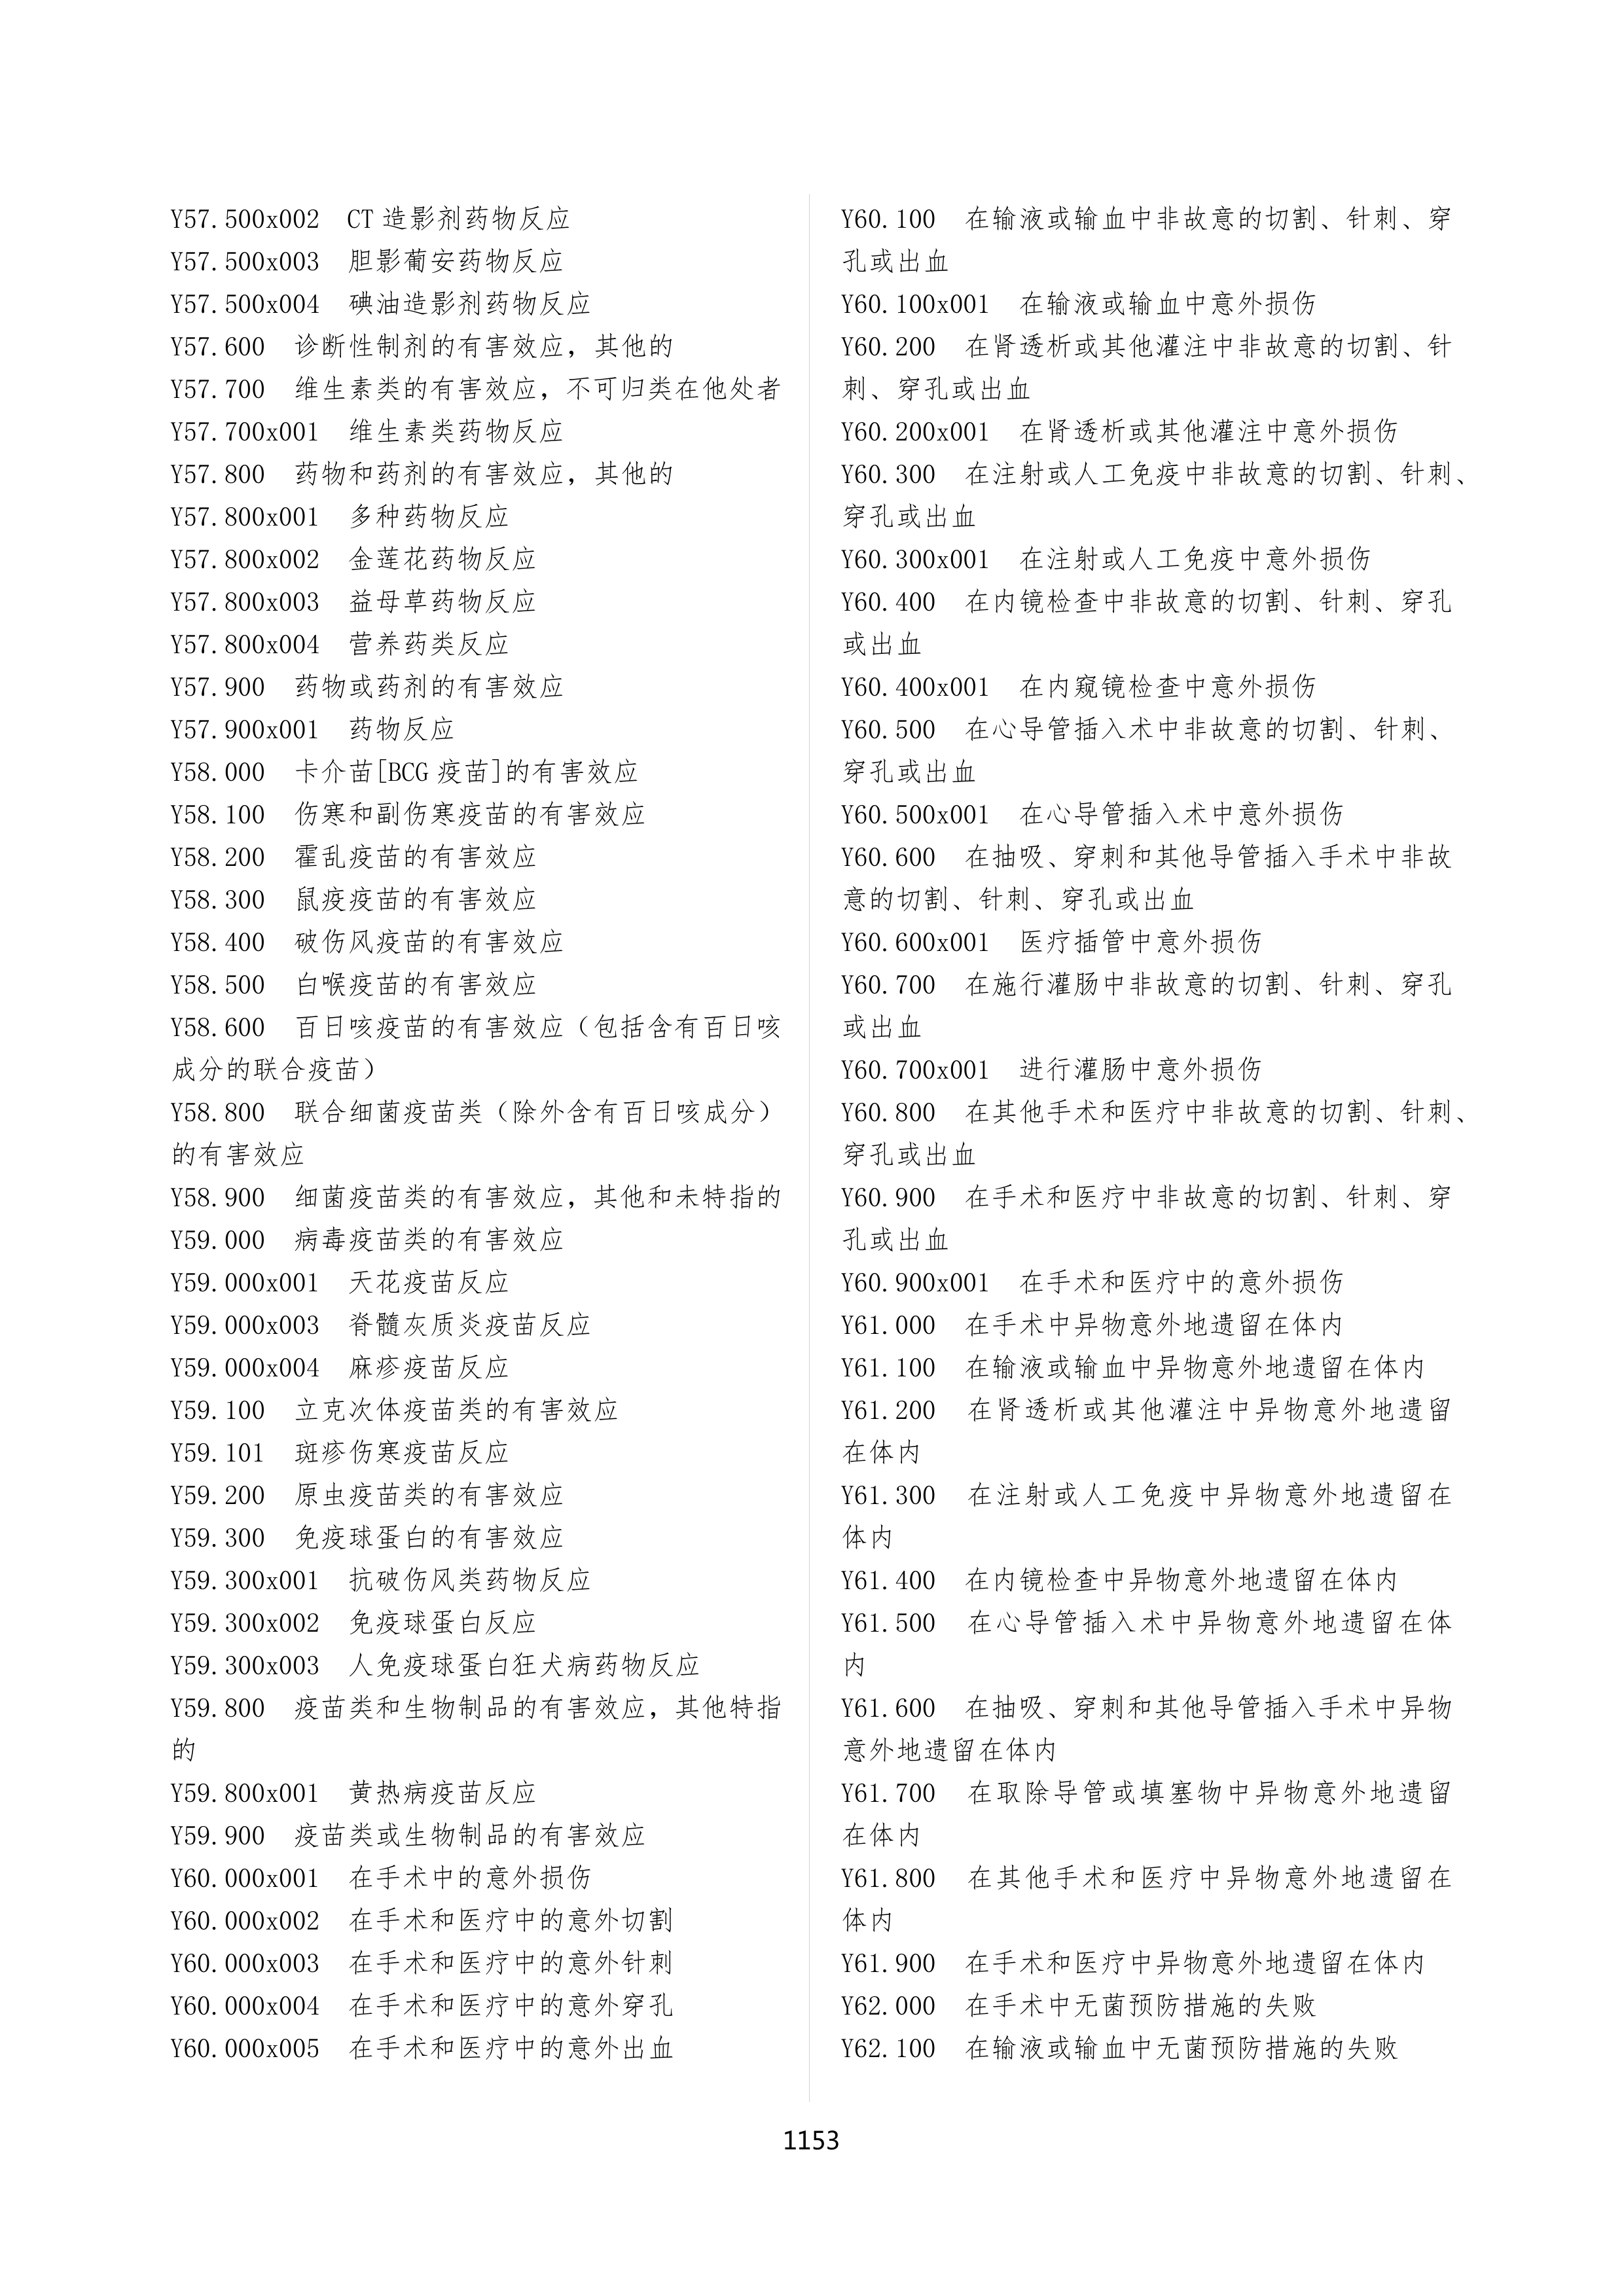 Y57.500x002 CT 造影剂药物反应
Y57.500x003 胆影葡安药物反应
Y57.500x004 碘油造影剂药物反应
Y57.600 诊断性制剂的有害效应，其他的
Y57.700 维生素类的有害效应，不可归类在他处者
Y57.700x001 维生素类药物反应
Y57.800 药物和药剂的有害效应，其他的
Y57.800x001 多种药物反应
Y57.800x002 金莲花药物反应
Y57.800x003 益母草药物反应
Y57.800x004 营养药类反应
Y57.900 药物或药剂的有害效应
Y57.900x001 药物反应
Y58.000 卡介苗[BCG 疫苗]的有害效应
Y58.100 伤寒和副伤寒疫苗的有害效应
Y58.200 霍乱疫苗的有害效应
Y58.300 鼠疫疫苗的有害效应
Y58.400 破伤风疫苗的有害效应
Y58.500 白喉疫苗的有害效应
Y58.600 百日咳疫苗的有害效应（包括含有百日咳
成分的联合疫苗）
Y58.800 联合细菌疫苗类（除外含有百日咳成分）
的有害效应
Y58.900 细菌疫苗类的有害效应，其他和未特指的
Y59.000 病毒疫苗类的有害效应
Y59.000x001 天花疫苗反应
Y59.000x003 脊髓灰质炎疫苗反应
Y59.000x004 麻疹疫苗反应
Y59.100 立克次体疫苗类的有害效应
Y59.101 斑疹伤寒疫苗反应
Y59.200 原虫疫苗类的有害效应
Y59.300 免疫球蛋白的有害效应
Y59.300x001 抗破伤风类药物反应
Y59.300x002 免疫球蛋白反应
Y59.300x003 人免疫球蛋白狂犬病药物反应
Y59.800 疫苗类和生物制品的有害效应，其他特指
的
Y59.800x001 黄热病疫苗反应
Y59.900 疫苗类或生物制品的有害效应
Y60.000x001 在手术中的意外损伤
Y60.000x002 在手术和医疗中的意外切割
Y60.000x003 在手术和医疗中的意外针刺
Y60.000x004 在手术和医疗中的意外穿孔
Y60.000x005 在手术和医疗中的意外出血
Y60.100 在输液或输血中非故意的切割、针刺、穿
孔或出血
Y60.100x001 在输液或输血中意外损伤
Y60.200 在肾透析或其他灌注中非故意的切割、针
刺、穿孔或出血
Y60.200x001 在肾透析或其他灌注中意外损伤
Y60.300 在注射或人工免疫中非故意的切割、针刺、
穿孔或出血
Y60.300x001 在注射或人工免疫中意外损伤
Y60.400 在内镜检查中非故意的切割、针刺、穿孔
或出血
Y60.400x001 在内窥镜检查中意外损伤
Y60.500 在心导管插入术中非故意的切割、针刺、
穿孔或出血
Y60.500x001 在心导管插入术中意外损伤
Y60.600 在抽吸、穿刺和其他导管插入手术中非故
意的切割、针刺、穿孔或出血
Y60.600x001 医疗插管中意外损伤
Y60.700 在施行灌肠中非故意的切割、针刺、穿孔
或出血
Y60.700x001 进行灌肠中意外损伤
Y60.800 在其他手术和医疗中非故意的切割、针刺、
穿孔或出血
Y60.900 在手术和医疗中非故意的切割、针刺、穿
孔或出血
Y60.900x001 在手术和医疗中的意外损伤
Y61.000 在手术中异物意外地遗留在体内
Y61.100 在输液或输血中异物意外地遗留在体内
Y61.200 在肾透析或其他灌注中异物意外地遗留
在体内
Y61.300 在注射或人工免疫中异物意外地遗留在
体内
Y61.400 在内镜检查中异物意外地遗留在体内
Y61.500 在心导管插入术中异物意外地遗留在体
内
Y61.600 在抽吸、穿刺和其他导管插入手术中异物
意外地遗留在体内
Y61.700 在取除导管或填塞物中异物意外地遗留
在体内
Y61.800 在其他手术和医疗中异物意外地遗留在
体内
Y61.900 在手术和医疗中异物意外地遗留在体内
Y62.000 在手术中无菌预防措施的失败
Y62.100 在输液或输血中无菌预防措施的失败
1153